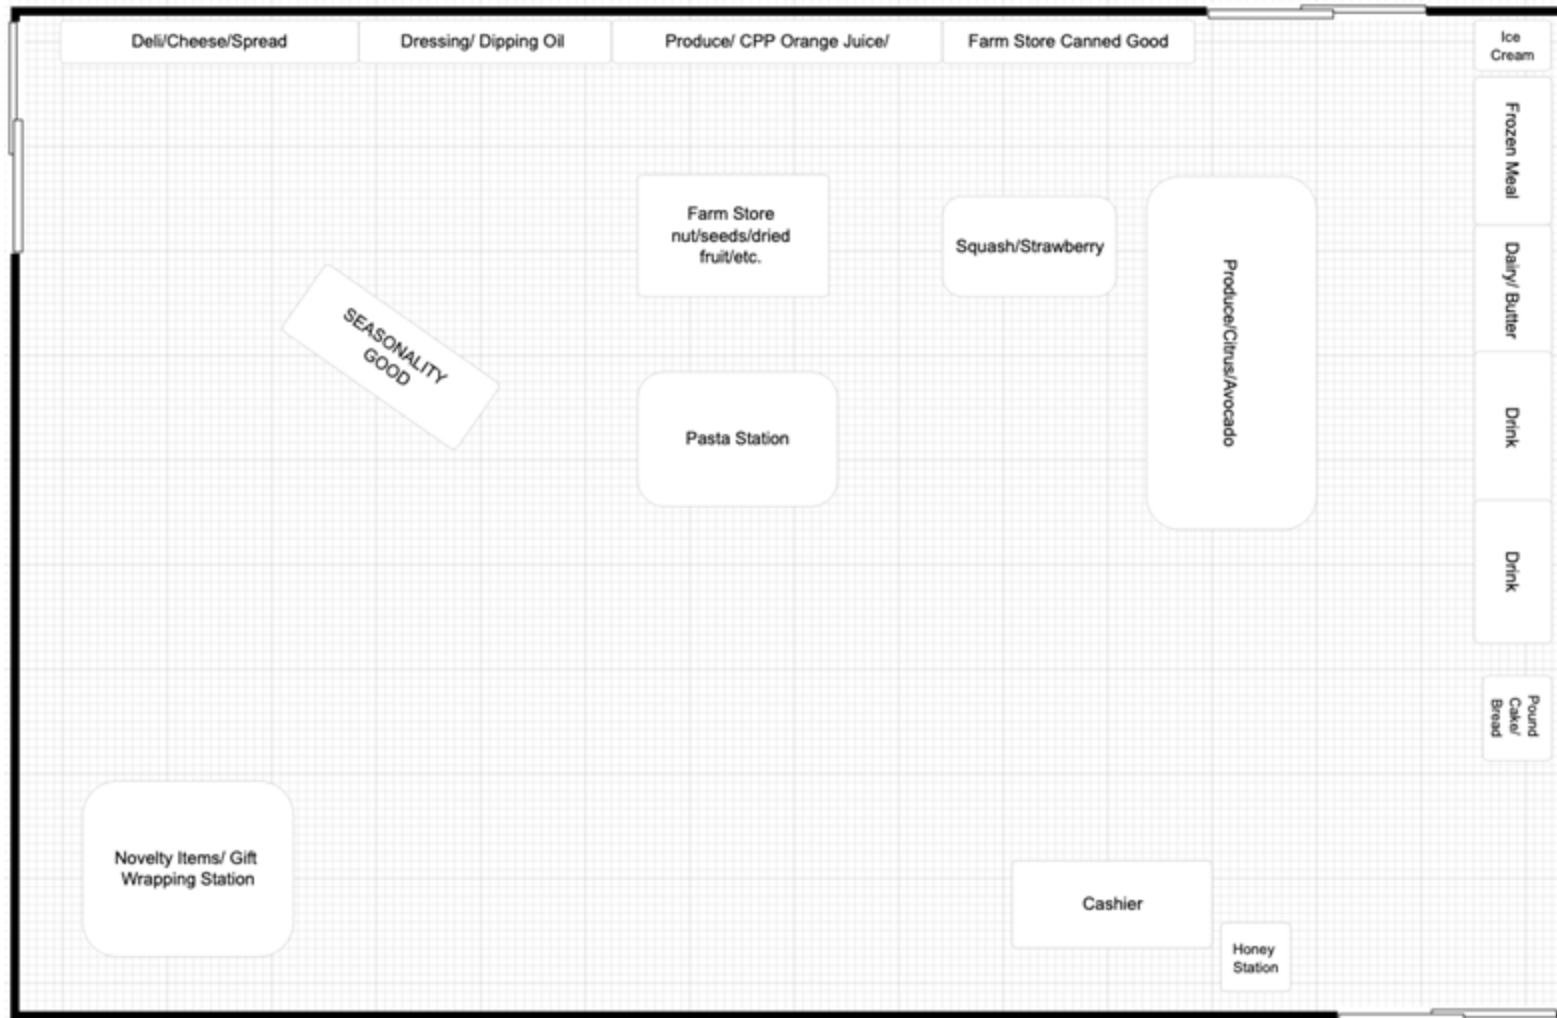 Deli/Cheese/Spread
Dressing/ Dipping Oil
Produce/ CPP Orange Juice/
Farm Store Canned Good
Ice
Cream
Frozen Meal
Farm Store
nut/seeds/dried
fruit/etc.
Squash/Strawberry
Produce/Citrus/Avocado
Dairy/ Butter
SEASONALITY
GOOD
Pasta Station
Drink
Drink
Pound
Cake/
Bread
Novelty Items/ Gift
Wrapping Station
Cashier
Honey
Station